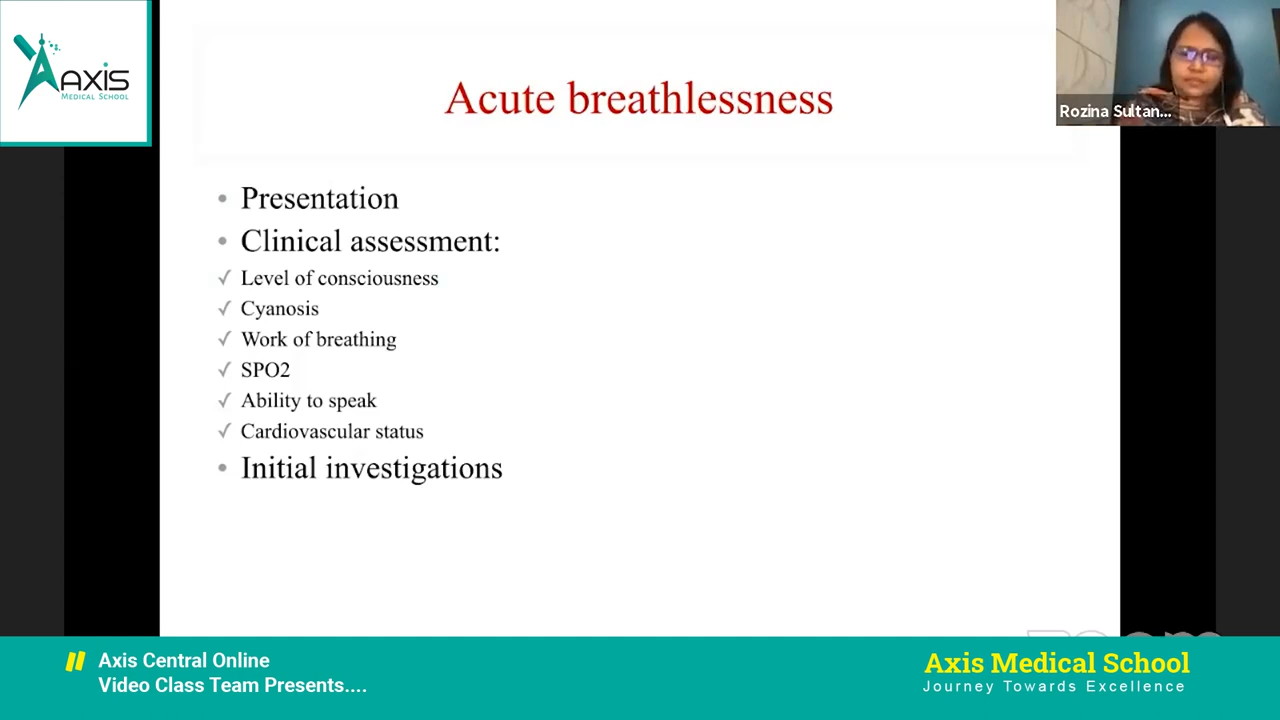 AXIS
MEDICAL SCHOOL
Acute breathlessness
Rozina Sultan...
• Presentation
• Clinical assessment:
✓ Level of consciousness
✓ Cyanosis
✓ Work of breathing
✓ SPO2
✓ Ability to speak
✓ Cardiovascular status
• Initial investigations
Axis Central Online
Video Class Team Presents....
Axis Medical School
Journey Towards Excellence